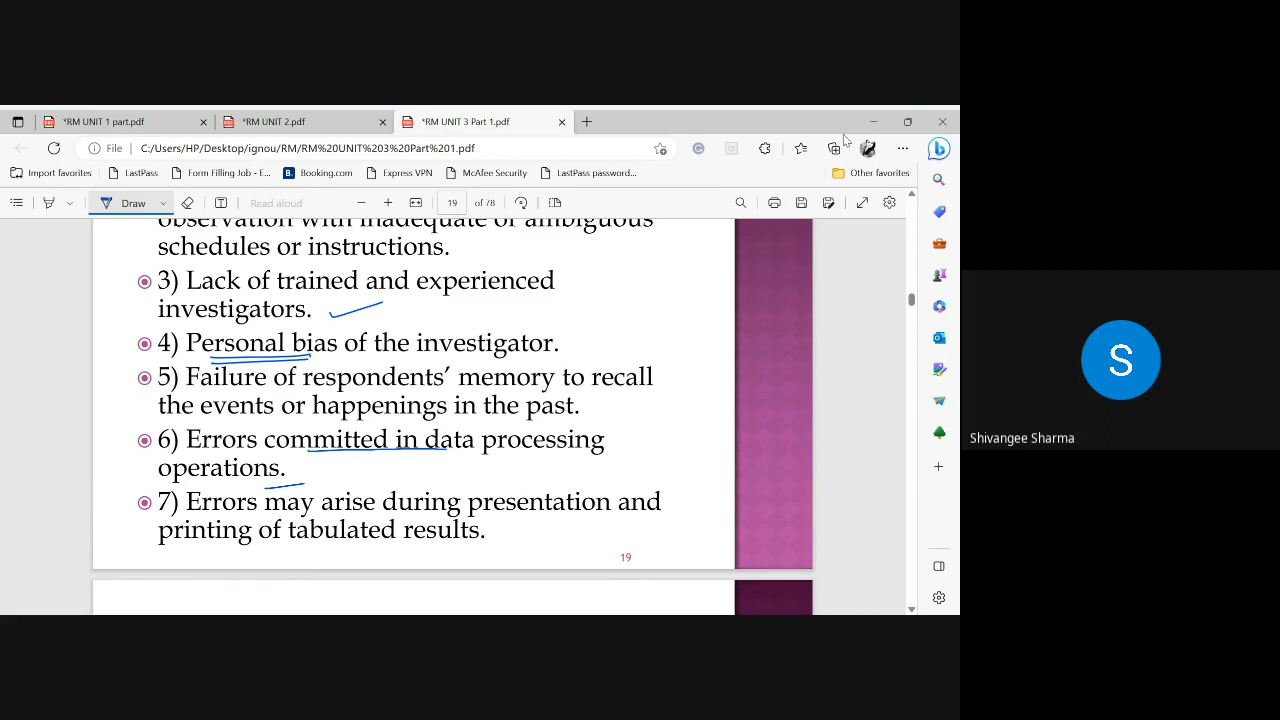 *RM UNIT 1 part.pdf
*RM UNIT 2.pdf
*RM UNIT 3 Part 1.pdf
File C:/Users/HP/Desktop/ignou/RM/RM%20UNIT%203%20Part%201.pdf
Import favorites LastPass Form Filling Job - E... Booking.com Express VPN McAfee Security LastPass password... Other favorites
Draw Read aloud 19 of 78
observation with inadequate or ambiguous
schedules or instructions.
3) Lack of trained and experienced
investigators.
4) Personal bias of the investigator.
5) Failure of respondents’ memory to recall
the events or happenings in the past.
6) Errors committed in data processing
operations.
7) Errors may arise during presentation and
printing of tabulated results.
19
S
Shivangee Sharma